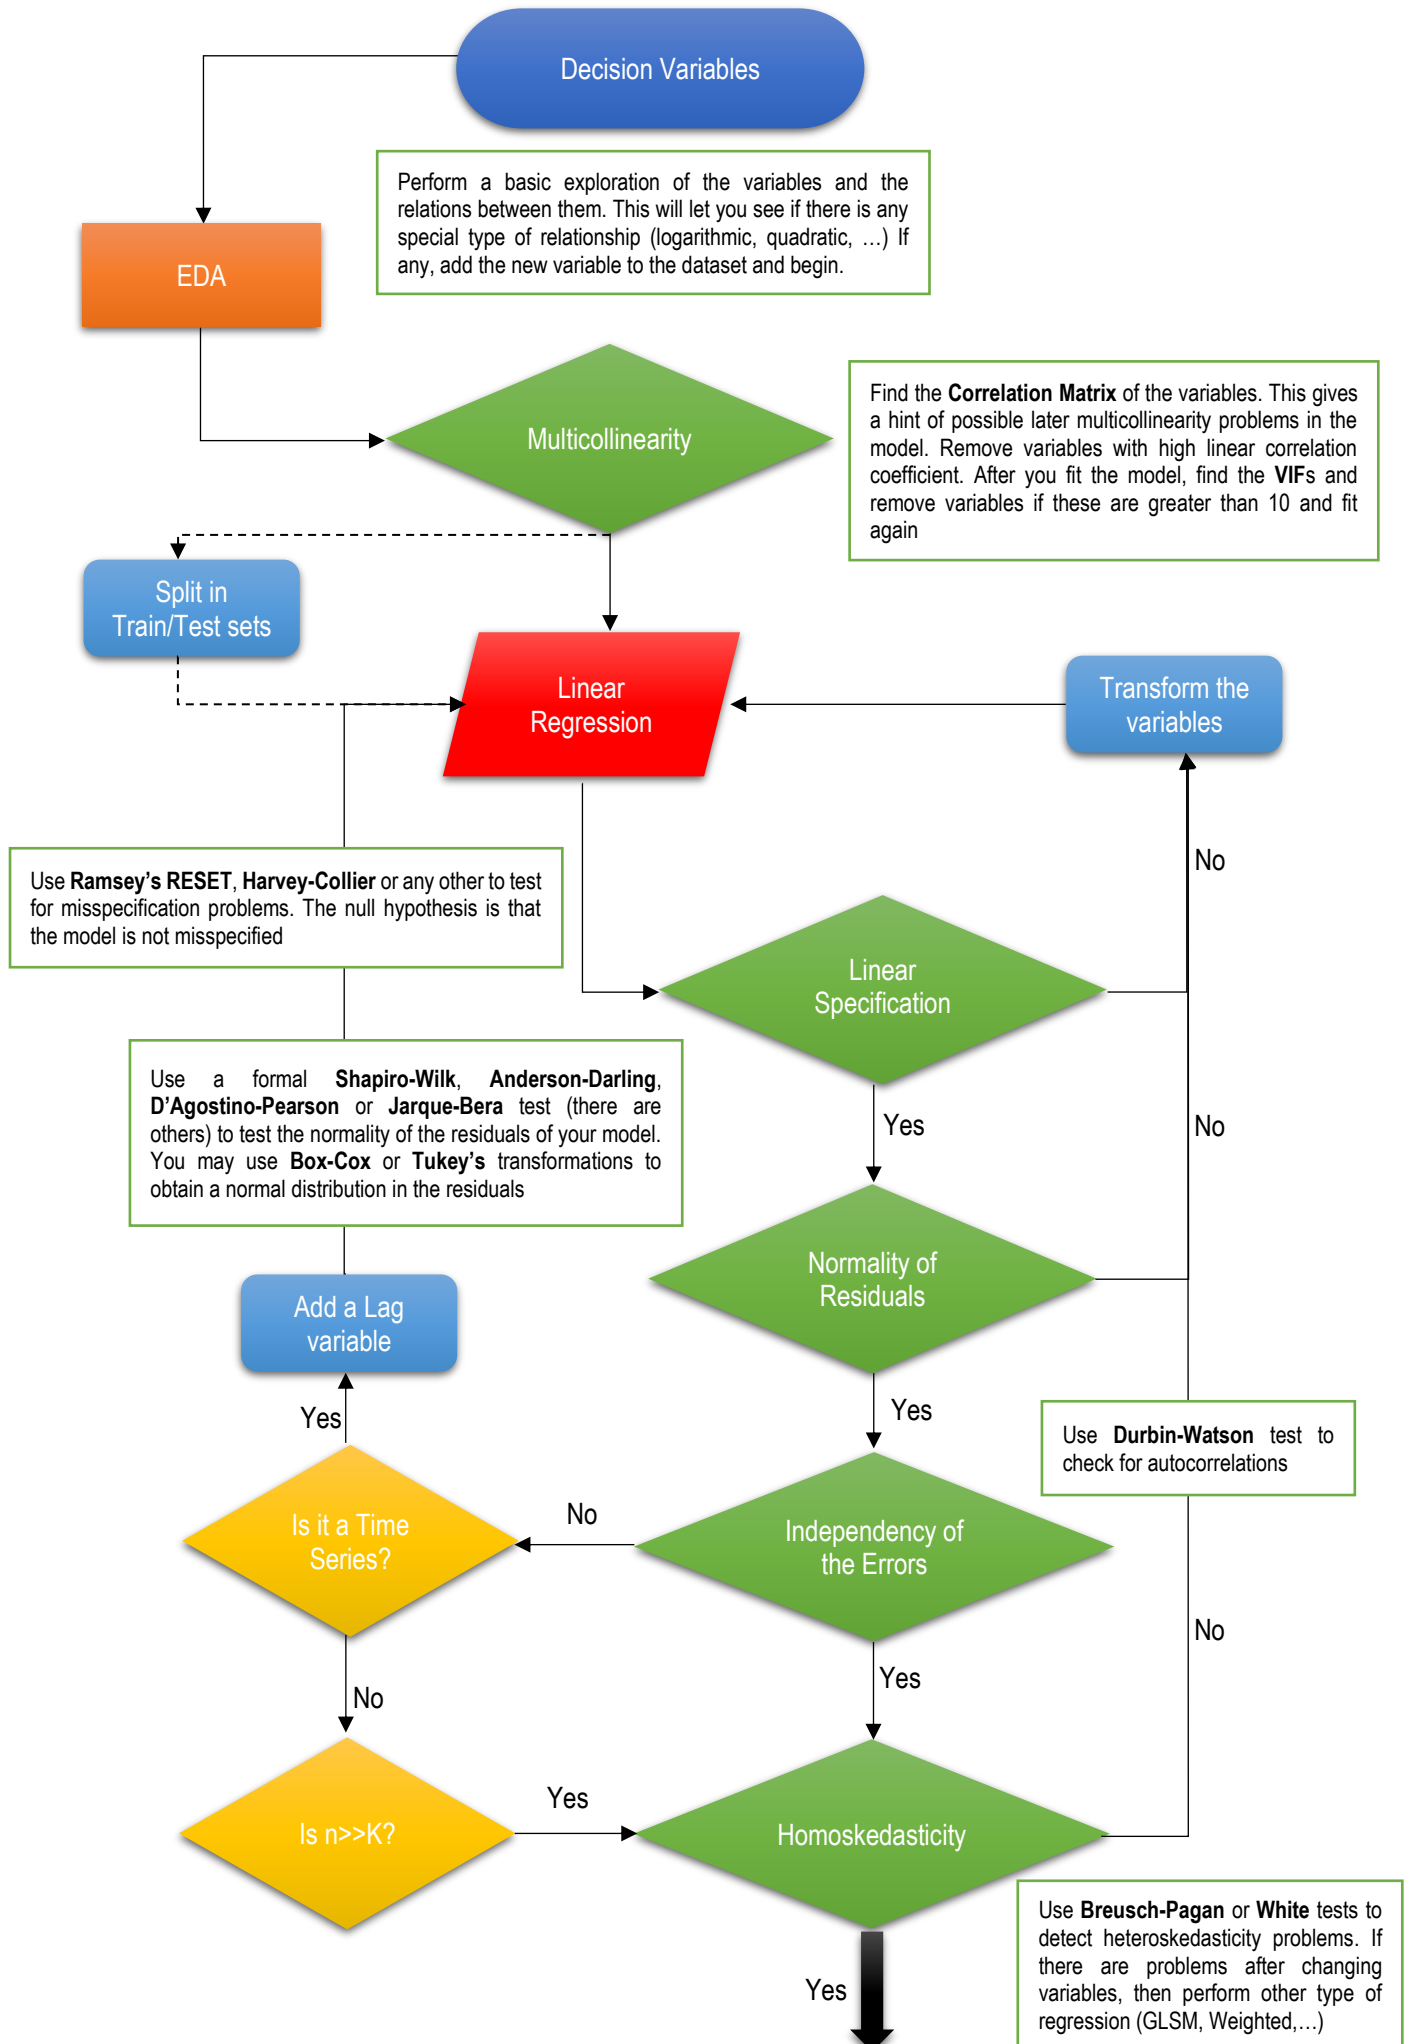 Decision Variables
Perform a basic exploration of the variables and the
relations between them. This will let you see if there is any
special type of relationship (logarithmic, quadratic, …) If
any, add the new variable to the dataset and begin.
EDA
Multicollinearity
Find the Correlation Matrix of the variables. This gives
a hint of possible later multicollinearity problems in the
model. Remove variables with high linear correlation
coefficient. After you fit the model, find the VIFs and
remove variables if these are greater than 10 and fit
again
Split in
Train/Test sets
Linear
Regression
Transform the
variables
No
Use Ramsey's RESET, Harvey-Collier or any other to test
for misspecification problems. The null hypothesis is that
the model is not misspecified
Linear
Specification
Use a formal Shapiro-Wilk, Anderson-Darling,
D'Agostino-Pearson or Jarque-Bera test (there are
others) to test the normality of the residuals of your model.
You may use Box-Cox or Tukey's transformations to
obtain a normal distribution in the residuals
Yes
No
Normality of
Residuals
Add a Lag
variable
Yes
Yes
Use Durbin-Watson test to
check for autocorrelations
Is it a Time
Series?
No
Independency of
the Errors
No
Yes
No
Is n>>K?
Yes
Homoskedasticity
Use Breusch-Pagan or White tests to
detect heteroskedasticity problems. If
there are problems after changing
variables, then perform other type of
regression (GLSM, Weighted,…)
Yes